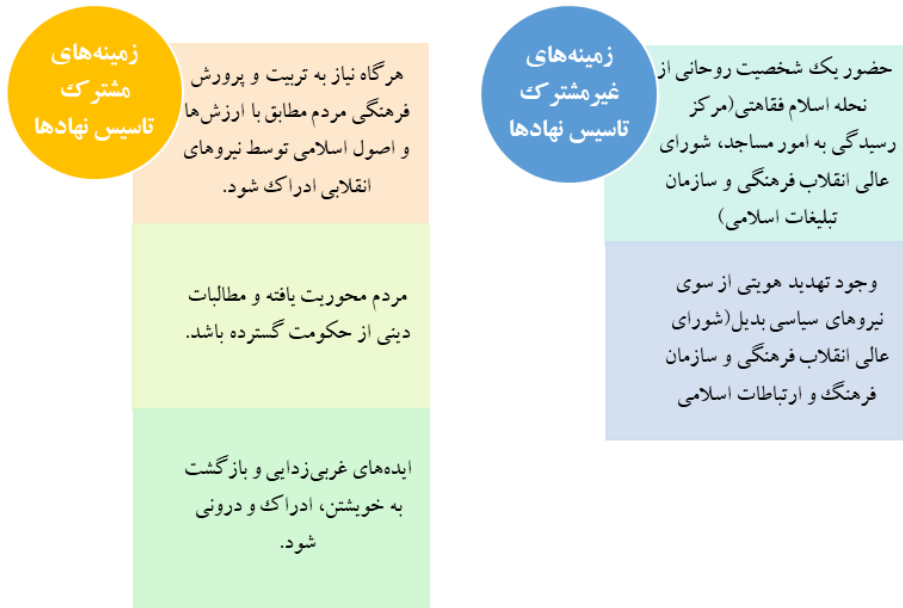 زمینه‌های
غیرمشترک
تاسیس نهادها
حضور یک شخصیت روحانی از
نحله اسلام فقاهتی(مرکز
رسیدگی به امور مساجد، شورای
عالی انقلاب فرهنگی و سازمان
تبلیغات اسلامی)
وجود تهدید هویتی از سوی
نیروهای سیاسی بدیل(شورای
عالی انقلاب فرهنگی و سازمان
فرهنگ و ارتباطات اسلامی
زمینه‌های
مشترک
تاسیس نهادها
هرگاه نیاز به تربیت و پرورش
فرهنگی مردم مطابق با ارزش‌ها
و اصول اسلامی توسط نیروهای
انقلابی ادراک شود.
مردم محوریت یافته و مطالبات
دینی از حکومت گسترده باشد.
ایده‌های غربی‌زدایی و بازگشت
به خویشتن، ادراک و درونی
شود.